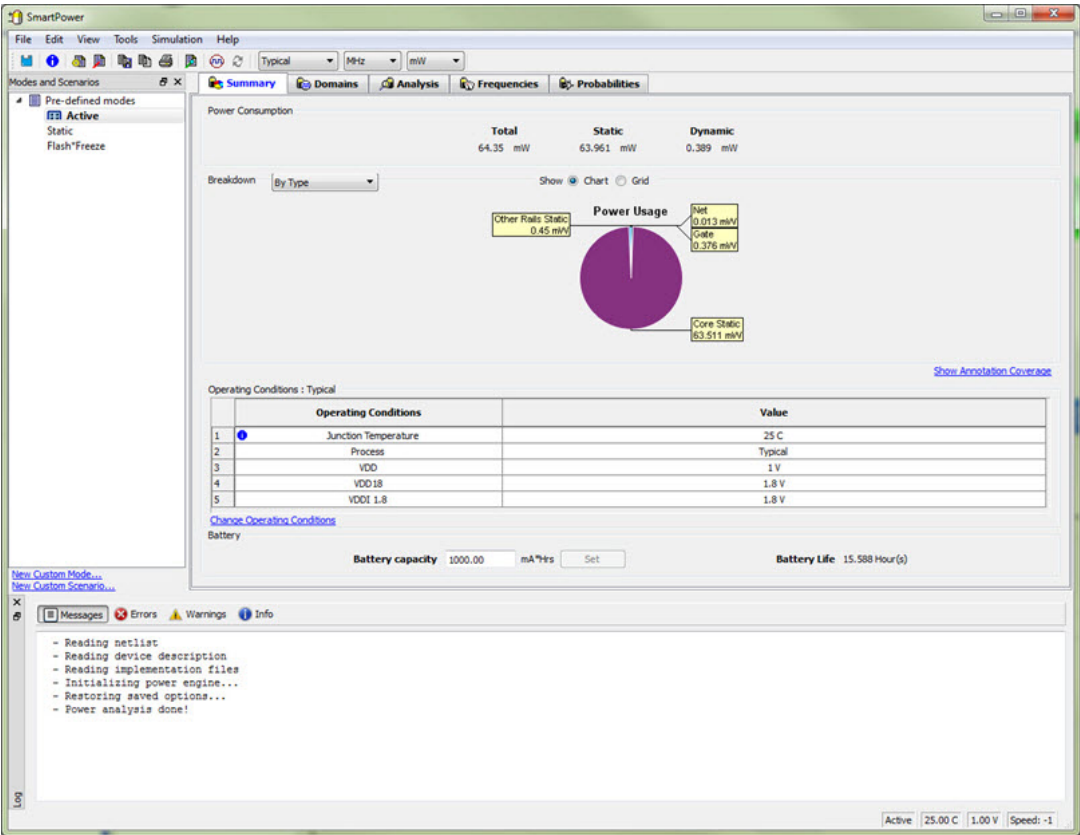 SmartPower
File Edit View Tools Simulation Help
Typical MHz mW
Modes and Scenarios
Pre-defined modes
Active
Static
Flash*Freeze
New Custom Mode...
New Custom Scenario...
Summary Domains Analysis Frequencies Probabilities
Power Consumption
Total Static Dynamic
64.35 mW 63.961 mW 0.389 mW
Breakdown By Type Show Chart Grid
Power Usage
Other Rails Static
0.45 mW
Net
0.013 mW
Gate
0.376 mW
Core Static
63.511 mW
Show Annotation Coverage
Operating Conditions : Typical
Operating Conditions Value
1 Junction Temperature 25 C
2 Process Typical
3 VDD 1 V
4 VDD18 1.8 V
5 VDDI 1.8 1.8 V
Change Operating Conditions
Battery
Battery capacity 1000.00 mA*Hrs Set Battery Life 15.588 Hour(s)
Messages Errors Warnings Info
- Reading netlist
- Reading device description
- Reading implementation files
- Initializing power engine...
- Restoring saved options...
- Power analysis done!
Log
Active 25.00 C 1.00 V Speed: -1